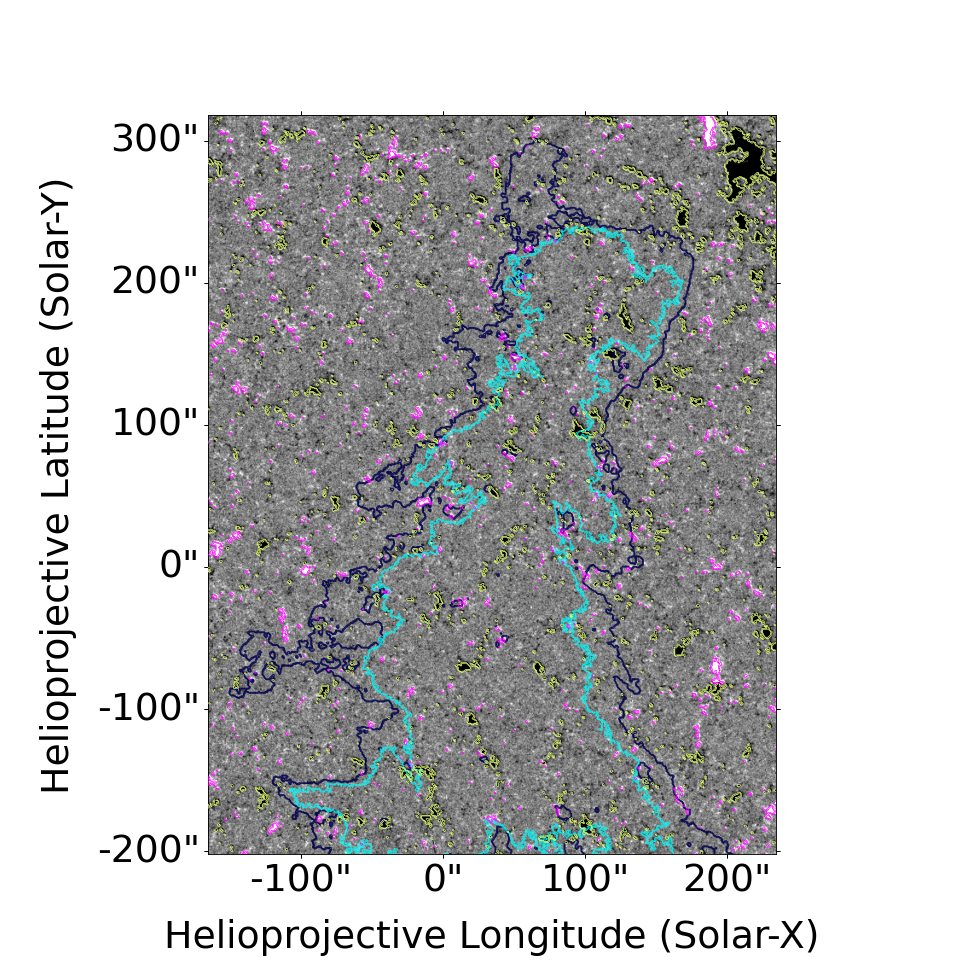 300"
200"
100"
0"
-100"
-200"
Helioprojective Latitude (Solar-Y)
-100" 0" 100" 200"
Helioprojective Longitude (Solar-X)